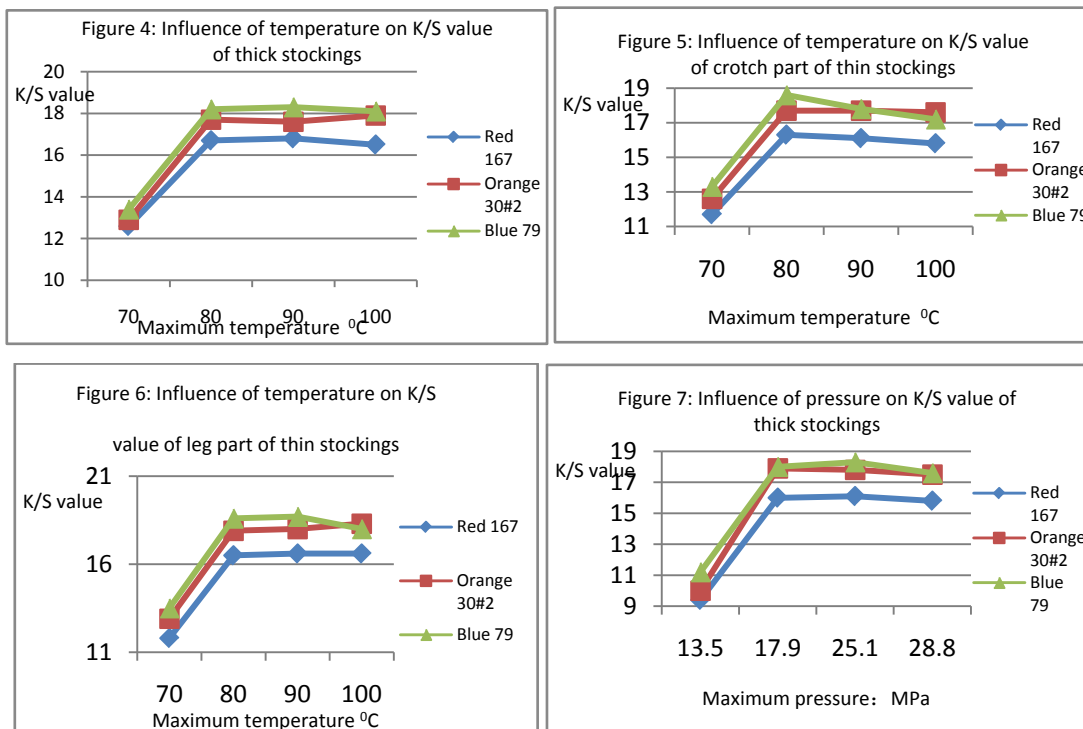 Figure 4: Influence of temperature on K/S value
of thick stockings
K/S value
20
18
16
14
12
10
70 80 90 100
Maximum temperature ⁰C
Red
167
Orange
30#2
Blue 79
Figure 5: Influence of temperature on K/S value
of crotch part of thin stockings
K/S value
19
17
15
13
11
70 80 90 100
Maximum temperature ⁰C
Red
167
Orange
30#2
Blue 79
Figure 6: Influence of temperature on K/S
value of leg part of thin stockings
K/S value
21
16
11
70 80 90 100
Maximum temperature ⁰C
Red 167
Orange
30#2
Blue 79
Figure 7: Influence of pressure on K/S value of
thick stockings
K/S value
19
17
15
13
11
9
13.5 17.9 25.1 28.8
Maximum pressure： MPa
Red
167
Orange
30#2
Blue
79